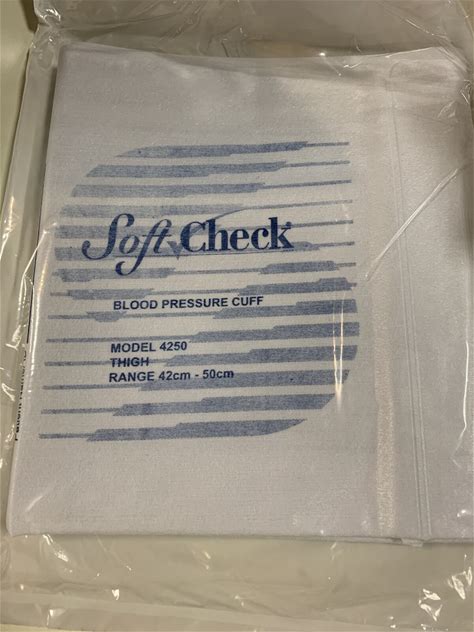 Soft Check®
BLOOD PRESSURE CUFF
MODEL 4250
THIGH
RANGE 42cm - 50cm